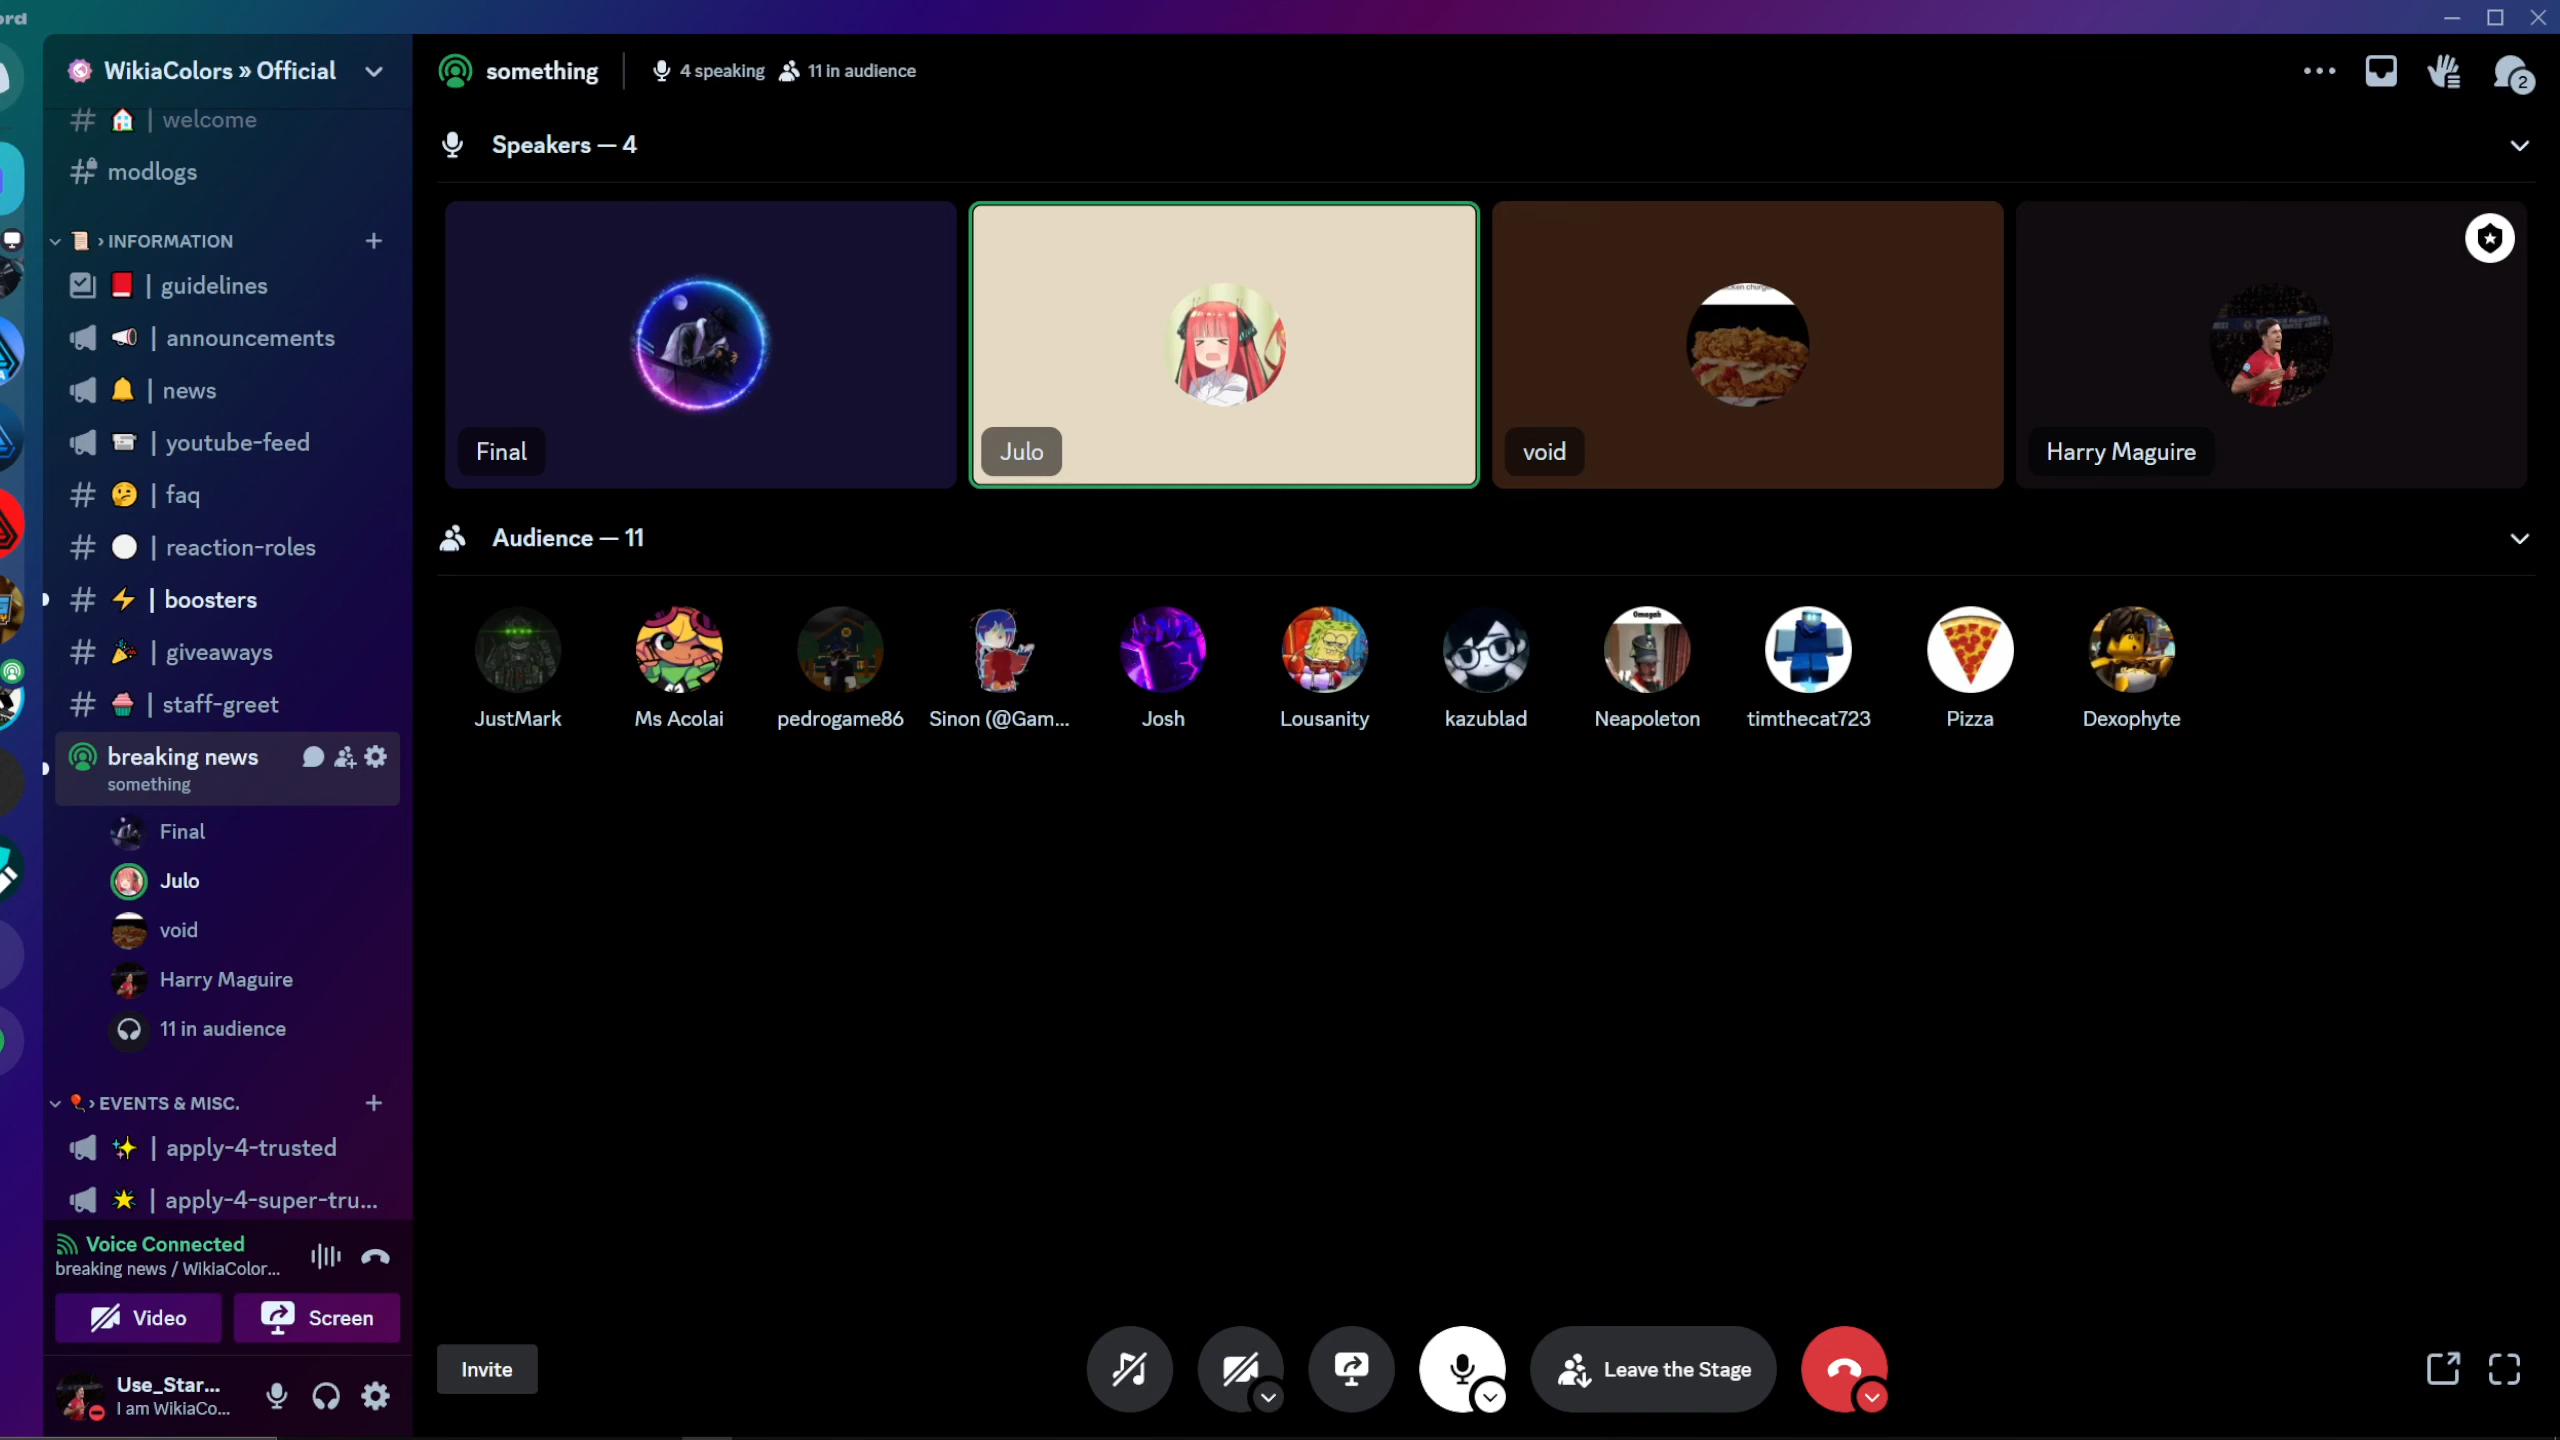 ord
WikiaColors » Official
| welcome
modlogs
› INFORMATION
| guidelines
| announcements
| news
| youtube-feed
| faq
| reaction-roles
| boosters
| giveaways
| staff-greet
breaking news
something
Final
Julo
void
Harry Maguire
11 in audience
› EVENTS & MISC.
| apply-4-trusted
| apply-4-super-tru...
Voice Connected
breaking news / WikiaColor...
Video
Screen
Use_Star...
I am WikiaCo...
something
4 speaking
11 in audience
2
Speakers — 4
Final
Julo
void
Harry Maguire
Audience — 11
Omagah
JustMark
Ms Acolai
pedrogame86
Sinon (@Gam...
Josh
Lousanity
kazublad
Neapoleton
timthecat723
Pizza
Dexophyte
Invite
Leave the Stage